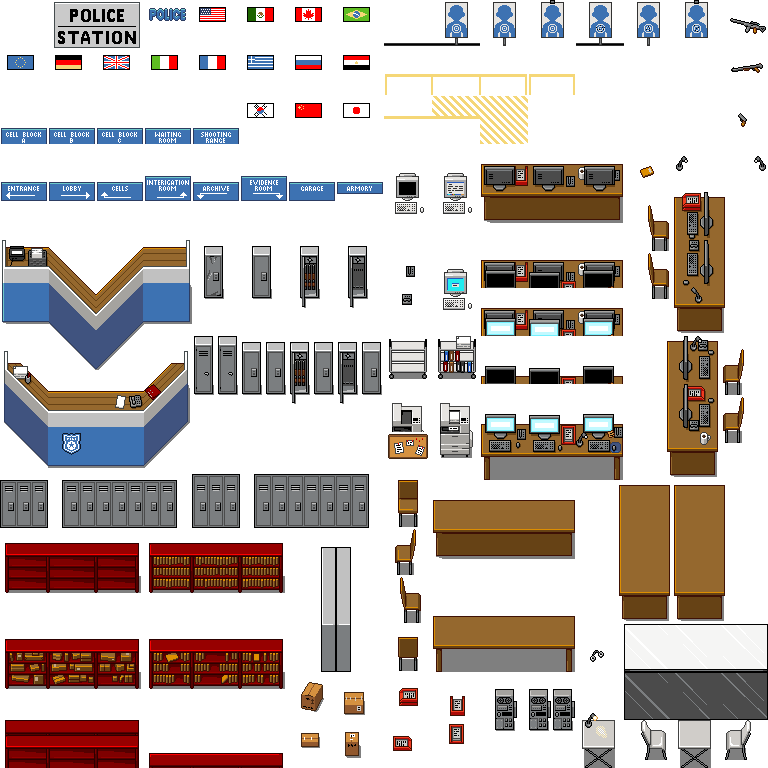 POLICE
STATION
POLICE
CELL BLOCK
A
CELL BLOCK
B
CELL BLOCK
C
WAITING
ROOM
SHOOTING
RANGE
ENTRANCE
LOBBY
CELLS
INTERIGATION
ROOM
ARCHIVE
EVIDENCE
ROOM
GARAGE
ARMORY